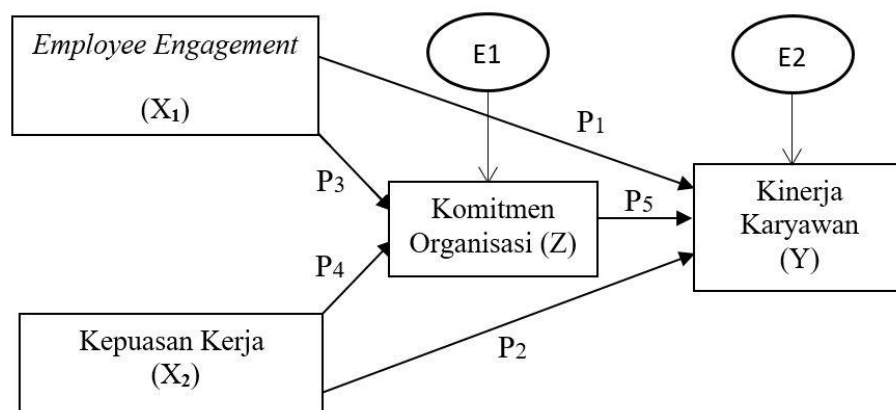 Employee Engagement
(X₁)
E1
E2
P₁
P₃
Komitmen
Organisasi (Z)
P₅
Kinerja
Karyawan
(Y)
P₄
Kepuasan Kerja
(X₂)
P₂